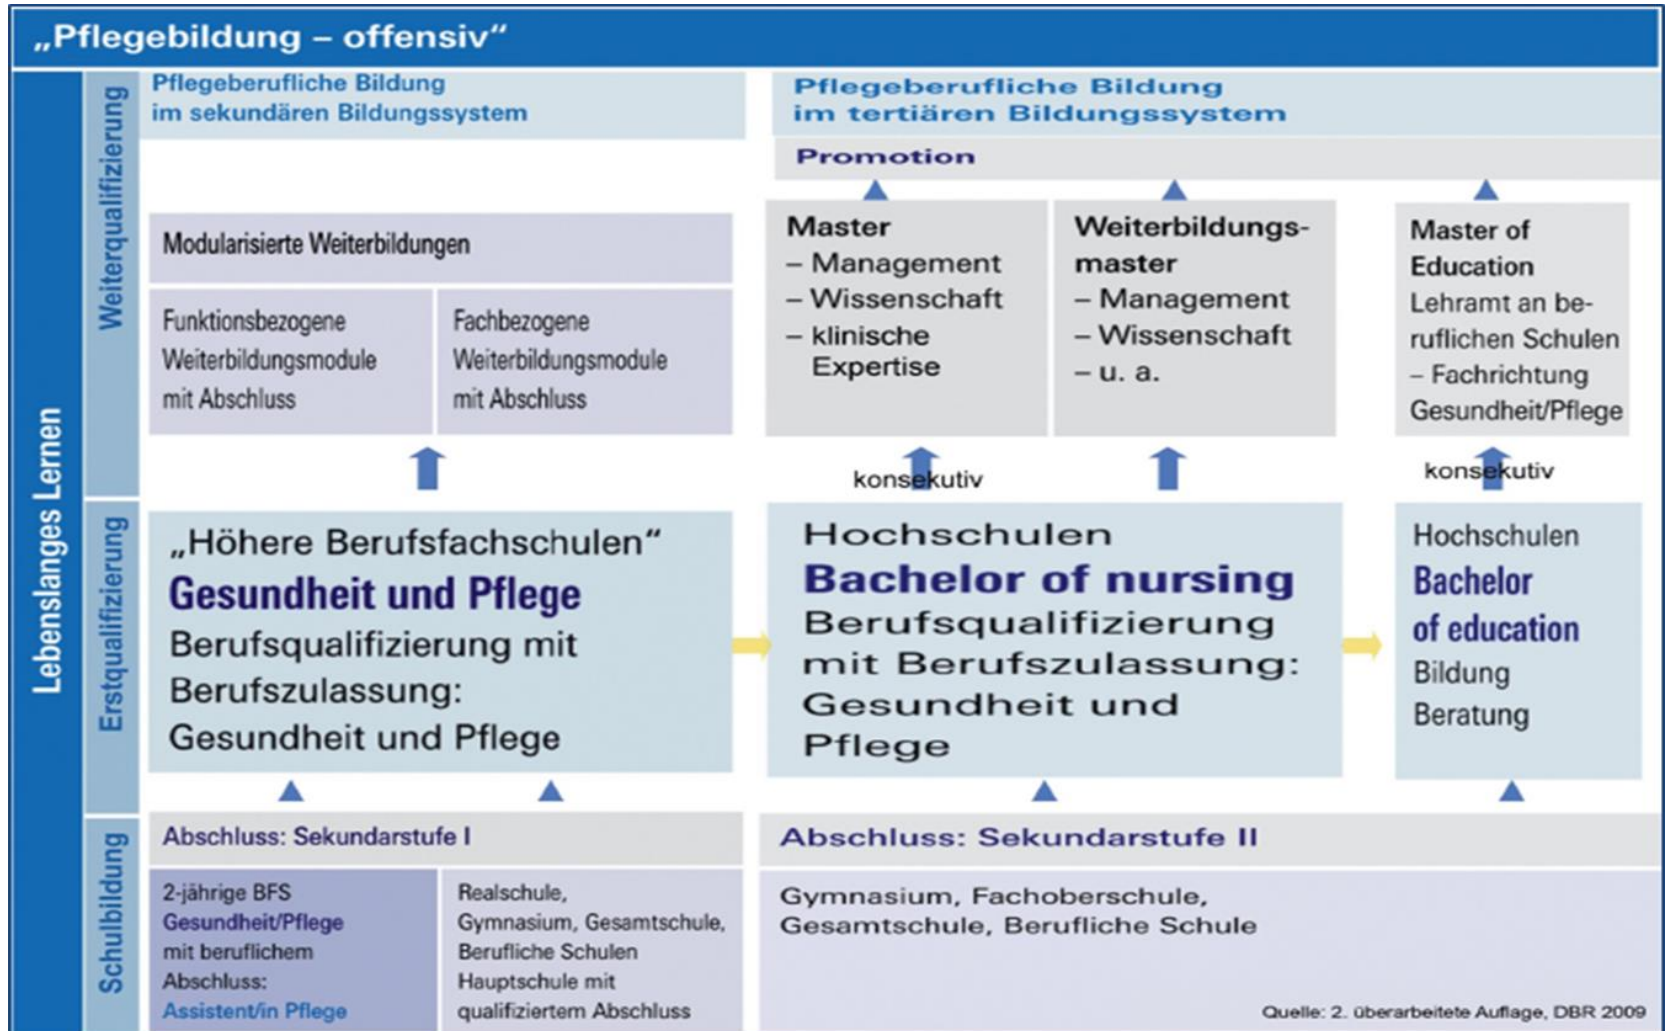 „Pflegebildung – offensiv“
Lebenslanges Lernen
Weiterqualifizierung
Pflegeberufliche Bildung
im sekundären Bildungssystem
Pflegeberufliche Bildung
im tertiären Bildungssystem
Promotion
Modularisierte Weiterbildungen
Funktionsbezogene
Weiterbildungsmodule
mit Abschluss
Fachbezogene
Weiterbildungsmodule
mit Abschluss
Master
– Management
– Wissenschaft
– klinische
Expertise
Weiterbildungs-
master
– Management
– Wissenschaft
– u. a.
Master of
Education
Lehramt an be-
ruflichen Schulen
– Fachrichtung
Gesundheit/Pflege
konsekutiv
konsekutiv
Erstqualifizierung
„Höhere Berufsfachschulen“
Gesundheit und Pflege
Berufsqualifizierung mit
Berufszulassung:
Gesundheit und Pflege
Hochschulen
Bachelor of nursing
Berufsqualifizierung
mit Berufszulassung:
Gesundheit und
Pflege
Hochschulen
Bachelor
of education
Bildung
Beratung
Schulbildung
Abschluss: Sekundarstufe I
2-jährige BFS
Gesundheit/Pflege
mit beruflichem
Abschluss:
Assistent/in Pflege
Realschule,
Gymnasium, Gesamtschule,
Berufliche Schulen
Hauptschule mit
qualifiziertem Abschluss
Abschluss: Sekundarstufe II
Gymnasium, Fachoberschule,
Gesamtschule, Berufliche Schule
Quelle: 2. überarbeitete Auflage, DBR 2009